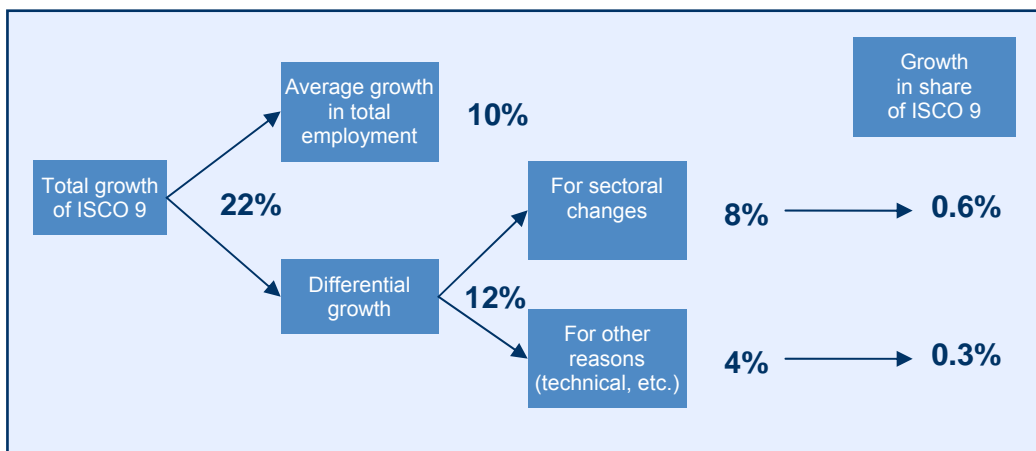 Growth
in share
of ISCO 9
Average growth
in total
employment
10%
Total growth
of ISCO 9
22%
For sectoral
changes
8%
0.6%
Differential
growth
12%
For other
reasons
(technical, etc.)
4%
0.3%